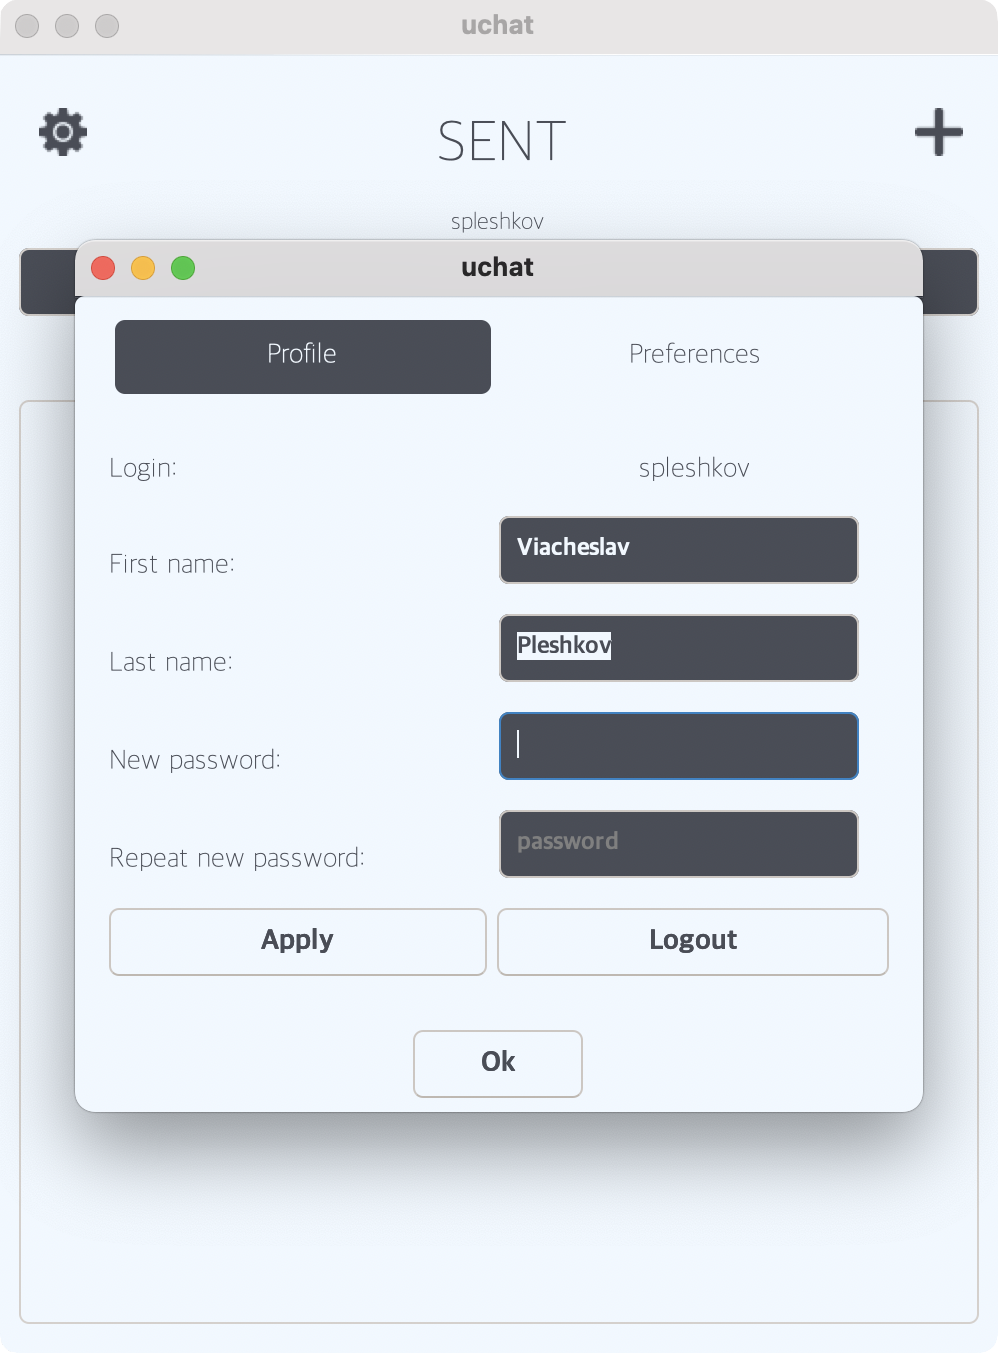 uchat
SENT
spleshkov
uchat
Profile Preferences
Login: spleshkov
First name: Viacheslav
Last name: Pleshkov
New password:
Repeat new password: password
Apply Logout
Ok